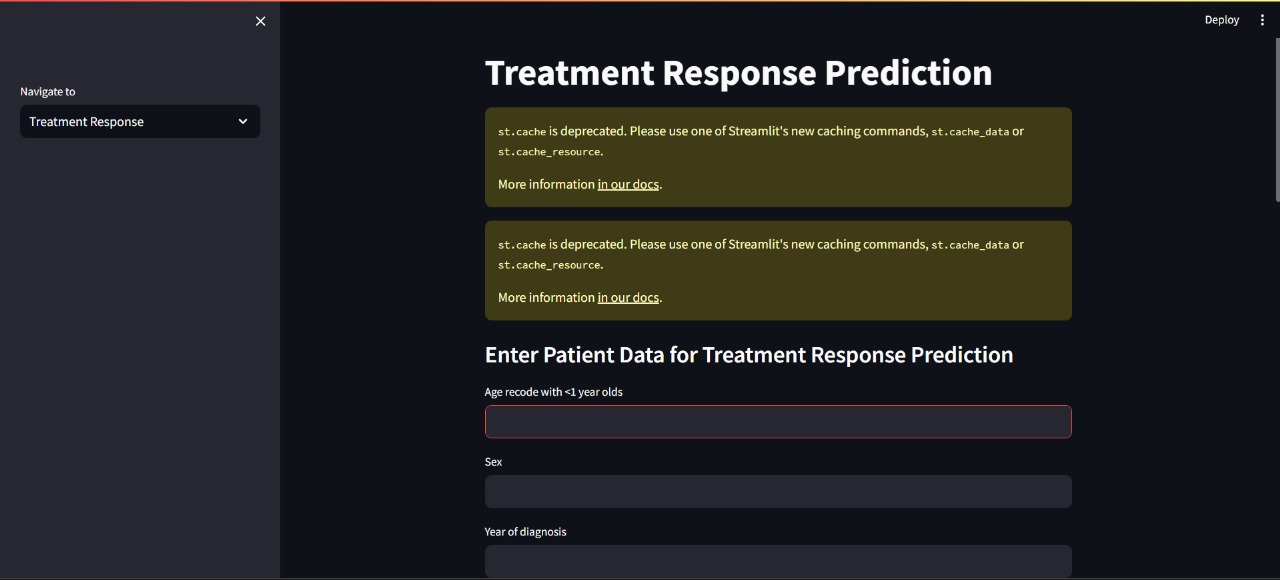 Deploy
Navigate to
Treatment Response
Treatment Response Prediction
st.cache is deprecated. Please use one of Streamlit's new caching commands, st.cache_data or
st.cache_resource.
More information in our docs.
st.cache is deprecated. Please use one of Streamlit's new caching commands, st.cache_data or
st.cache_resource.
More information in our docs.
Enter Patient Data for Treatment Response Prediction
Age recode with <1 year olds
Sex
Year of diagnosis